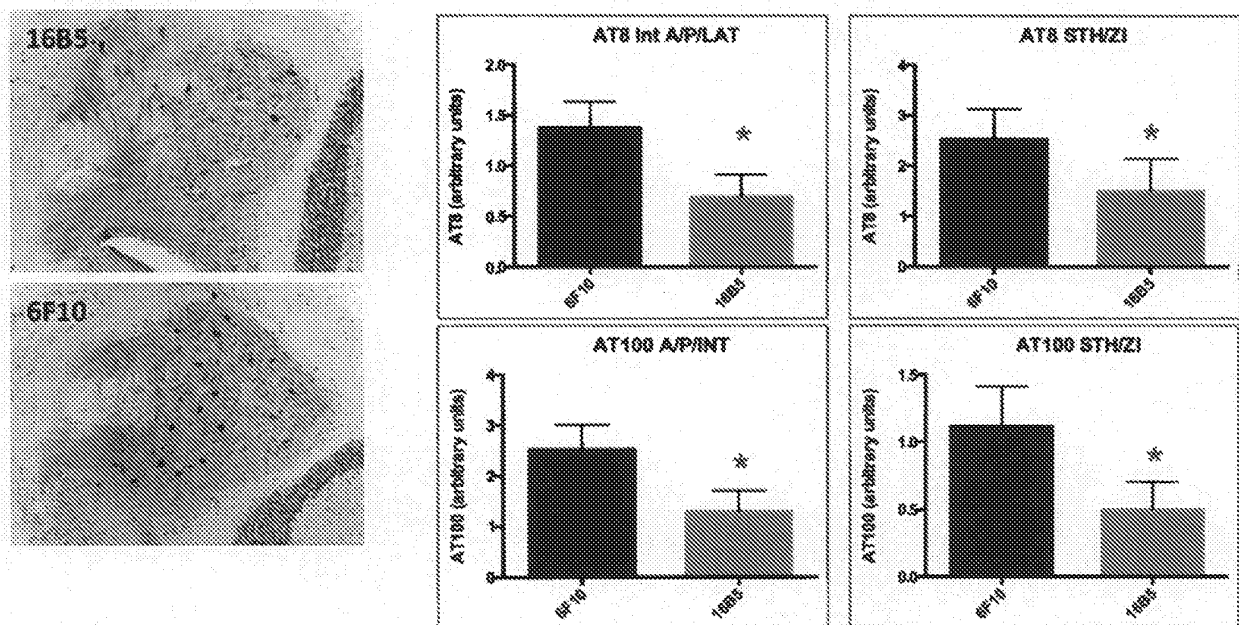 16B5
6F10
AT8 Int A/P/LAT
AT8 (arbitrary units)
2.0
1.5
1.0
0.5
0.0
*
6F10
16B5
AT8 STH/ZI
AT8 (arbitrary units)
4
3
2
1
0
*
6F10
16B5
AT100 A/P/INT
AT100 (arbitrary units)
4
3
2
1
0
*
6F10
16B5
AT100 STH/ZI
AT100 (arbitrary units)
1.5
1.0
0.5
0.0
*
6F10
16B5